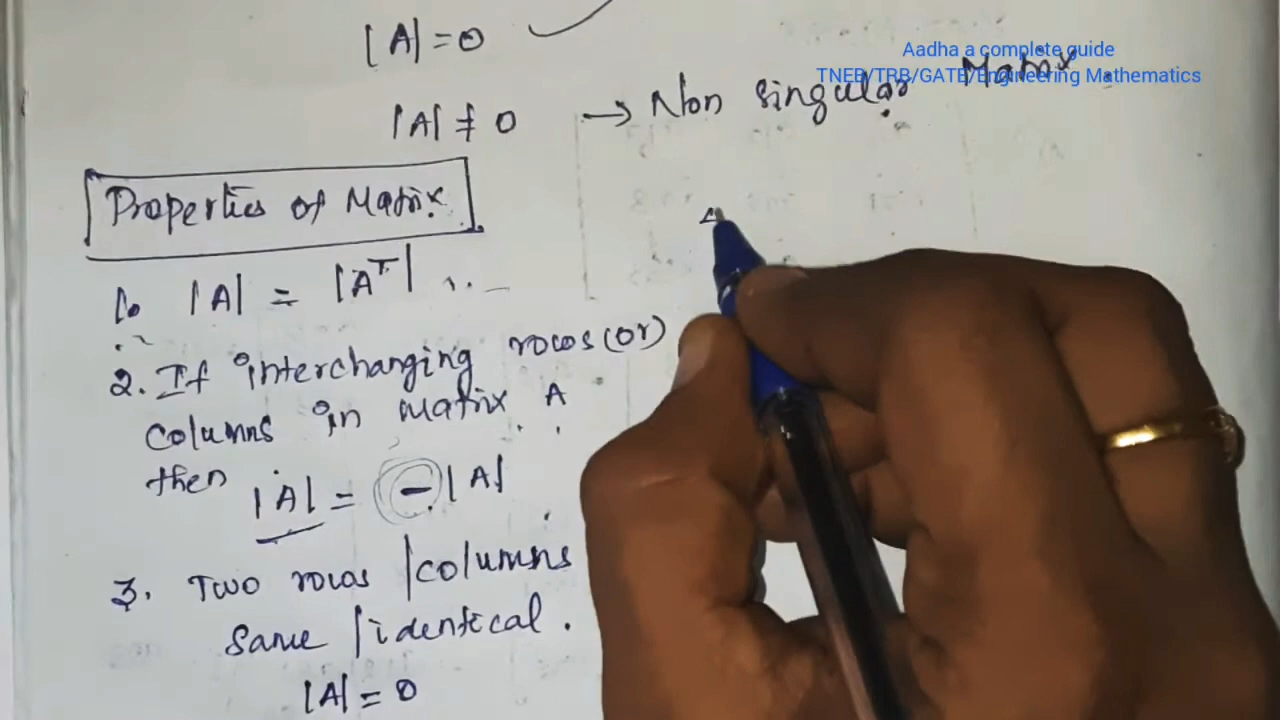 |A| = 0
Aadha a complete guide
TNEB/TRB/GATE/Engineering Mathematics
|A| ≠ 0 → Non singular Matrix.
Properties of Matrix.
1. |A| = |Aᵀ|
2. If interchanging rows (or)
columns in matrix A
then |A| = -|A|
3. Two rows / columns
same / identical.
|A| = 0